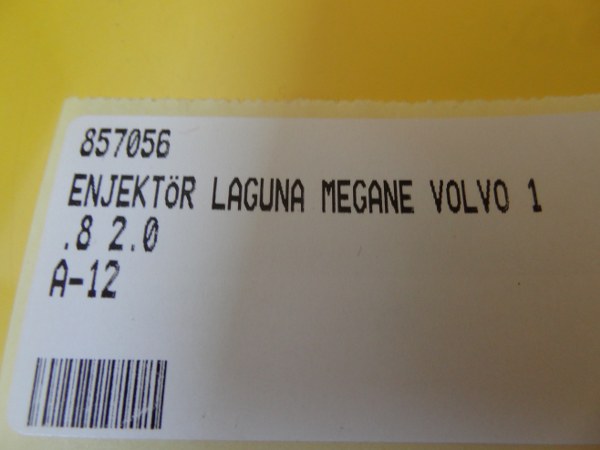 857056
ENJEKTöR LAGUNA MEGANE VOLVO 1
.8 2.0
A-12